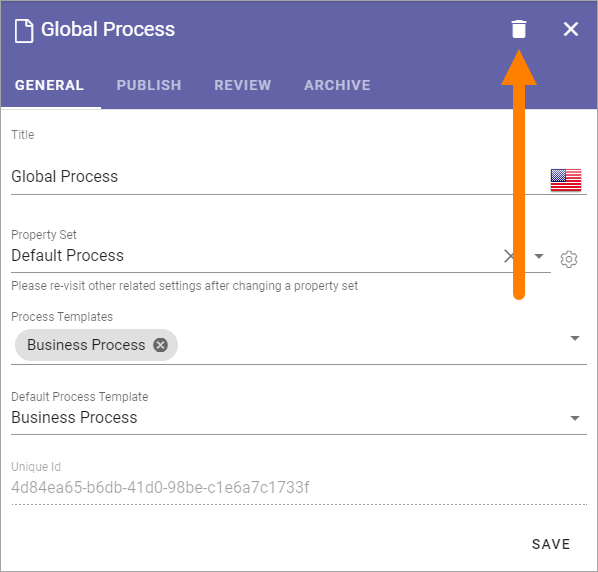 Global Process
GENERAL PUBLISH REVIEW ARCHIVE
Title
Global Process
Property Set
Default Process
Please re-visit other related settings after changing a property set
Process Templates
Business Process
Default Process Template
Business Process
Unique Id
4d84ea65-b6db-41d0-98be-c1e6a7c1733f
SAVE